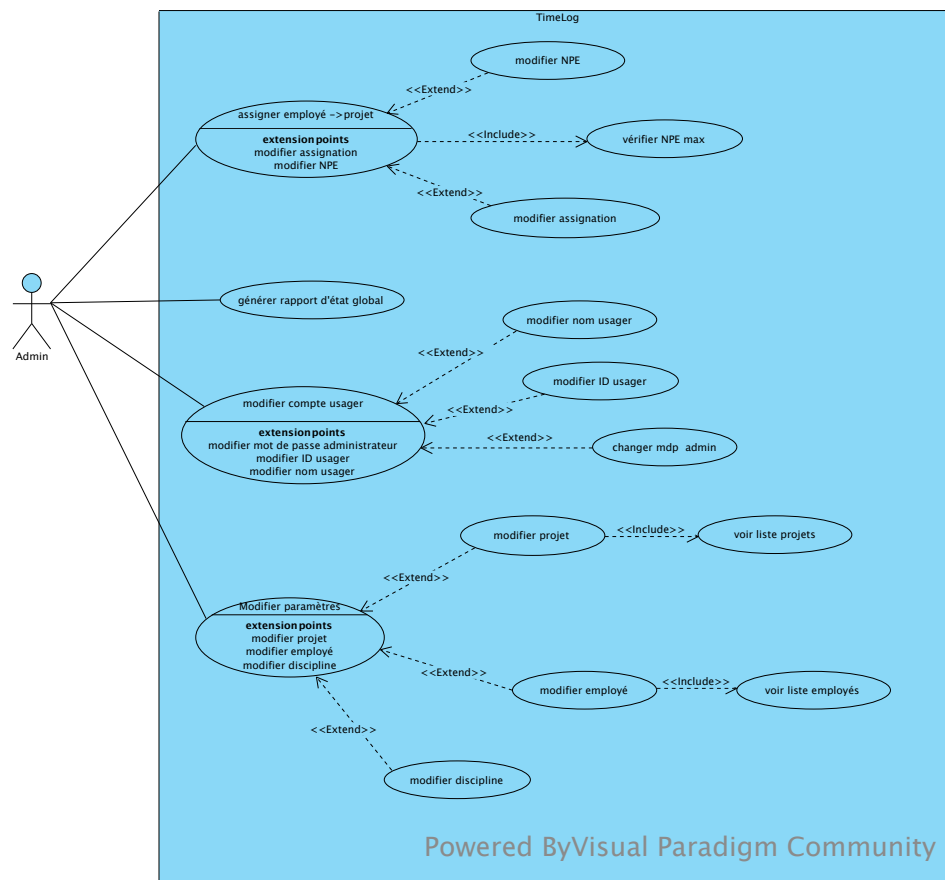 TimeLog
modifier NPE
<<Extend>>
assigner employé ->projet
extension points
modifier assignation
modifier NPE
<<Include>>
vérifier NPE max
<<Extend>>
modifier assignation
générer rapport d'état global
Admin
modifier nom usager
<<Extend>>
modifier ID usager
<<Extend>>
modifier compte usager
extension points
modifier mot de passe administrateur
modifier ID usager
modifier nom usager
<<Extend>>
changer mdp admin
modifier projet
<<Include>>
voir liste projets
<<Extend>>
Modifier paramètres
extension points
modifier projet
modifier employé
modifier discipline
<<Extend>>
modifier employé
<<Include>>
voir liste employés
<<Extend>>
modifier discipline
Powered ByVisual Paradigm Community